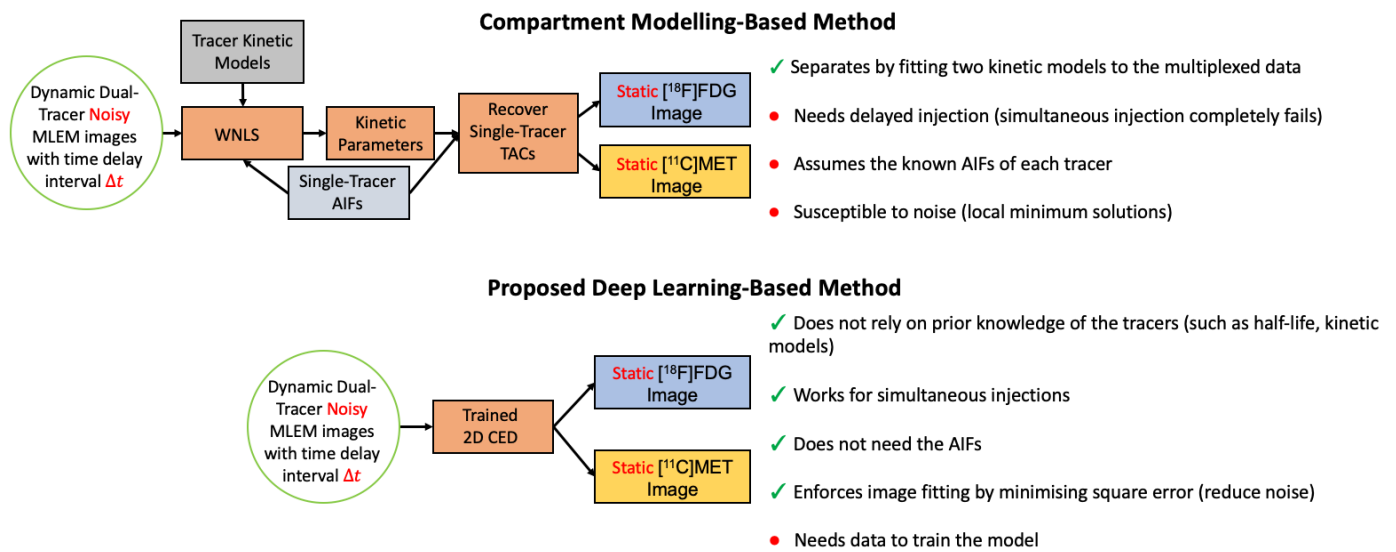 Compartment Modelling-Based Method
Tracer Kinetic
Models
Dynamic Dual-
Tracer Noisy
MLEM images
with time delay
interval Δt
WNLS
Kinetic
Parameters
Single-Tracer
AIFs
Recover
Single-Tracer
TACs
Static [¹⁸F]FDG
Image
Static [¹¹C]MET
Image
✓ Separates by fitting two kinetic models to the multiplexed data
● Needs delayed injection (simultaneous injection completely fails)
● Assumes the known AIFs of each tracer
● Susceptible to noise (local minimum solutions)
Proposed Deep Learning-Based Method
Dynamic Dual-
Tracer Noisy
MLEM images
with time delay
interval Δt
Trained
2D CED
Static [¹⁸F]FDG
Image
Static [¹¹C]MET
Image
✓ Does not rely on prior knowledge of the tracers (such as half-life, kinetic
models)
✓ Works for simultaneous injections
✓ Does not need the AIFs
✓ Enforces image fitting by minimising square error (reduce noise)
● Needs data to train the model